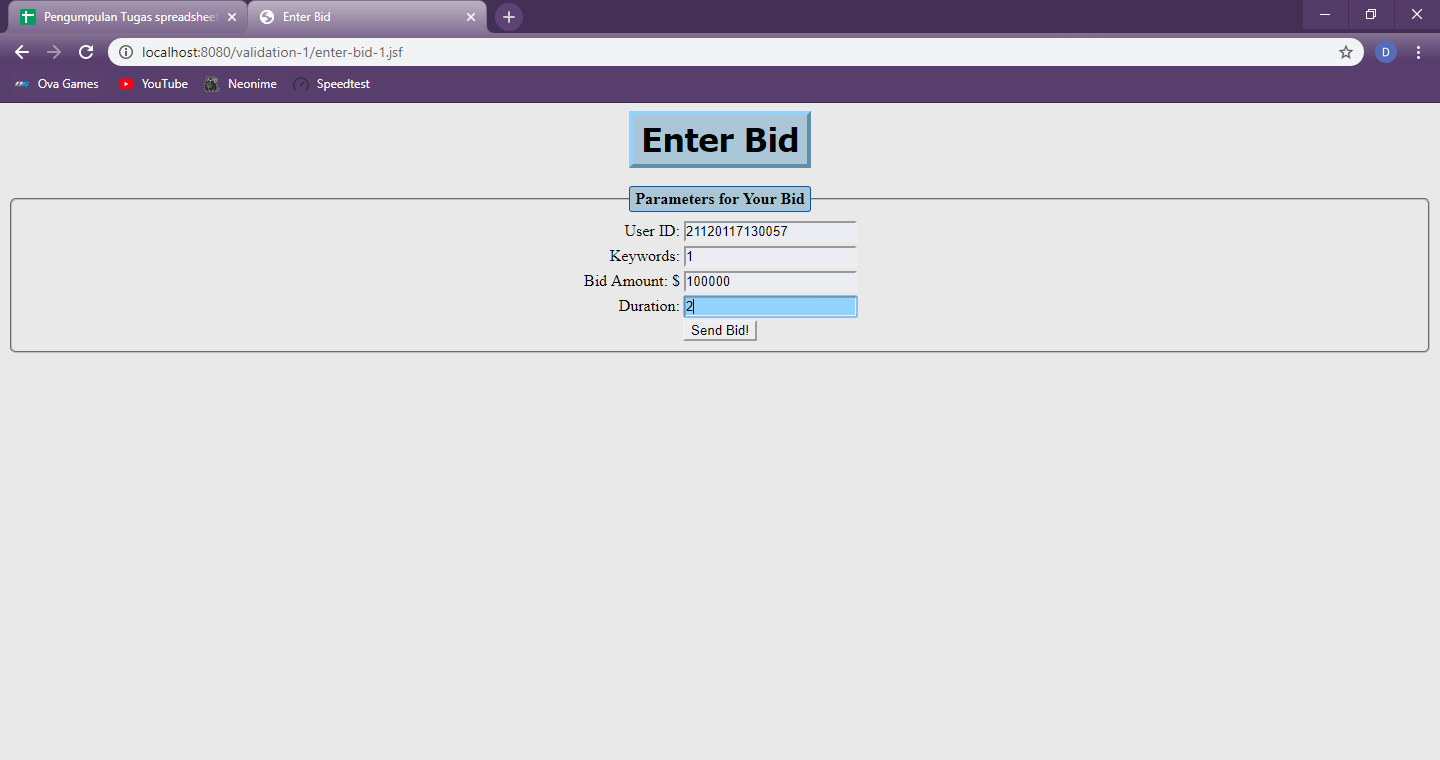 Pengumpulan Tugas spreadsheet
Enter Bid
localhost:8080/validation-1/enter-bid-1.jsf
D
Ova Games
YouTube
Neonime
Speedtest
Enter Bid
Parameters for Your Bid
User ID: 21120117130057
Keywords: 1
Bid Amount: $ 100000
Duration: 2
Send Bid!